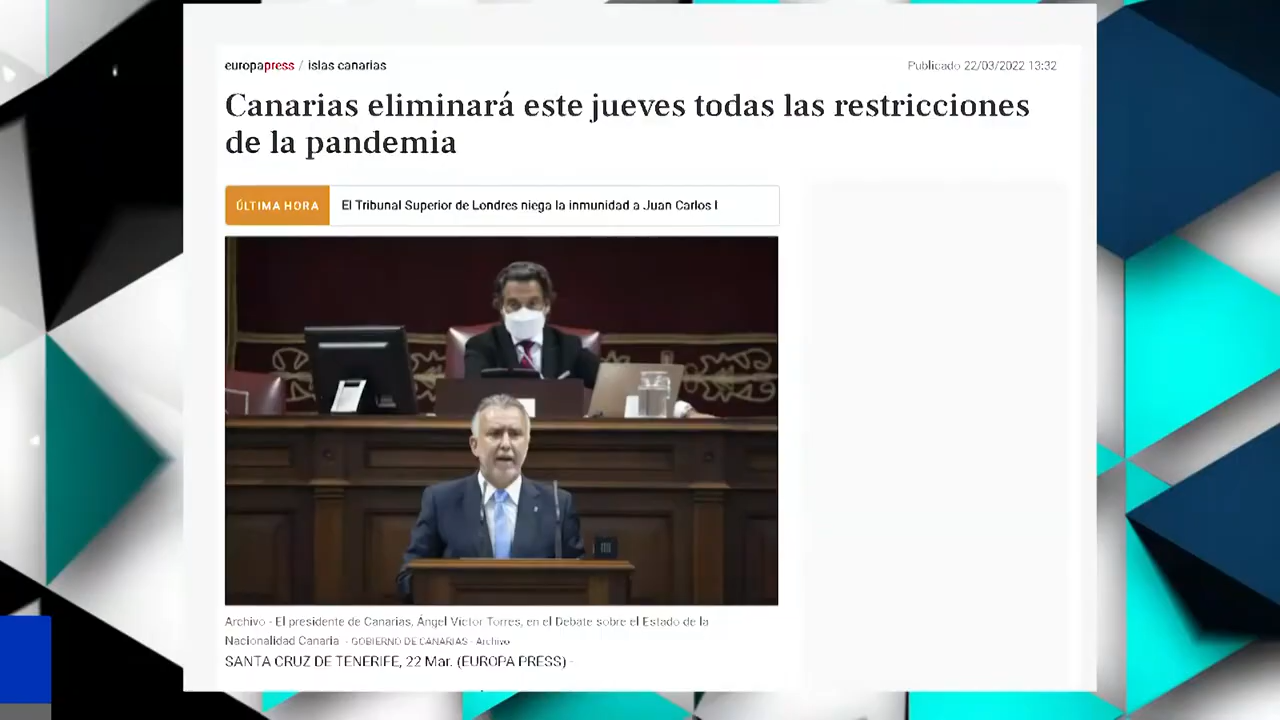 europapress / islas canarias
Publicado 22/03/2022 13:32
Canarias eliminará este jueves todas las restricciones
de la pandemia
ÚLTIMA HORA
El Tribunal Superior de Londres niega la inmunidad a Juan Carlos I
Archivo - El presidente de Canarias, Ángel Víctor Torres, en el Debate sobre el Estado de la
Nacionalidad Canaria - GOBIERNO DE CANARIAS - Archivo
SANTA CRUZ DE TENERIFE, 22 Mar. (EUROPA PRESS) -